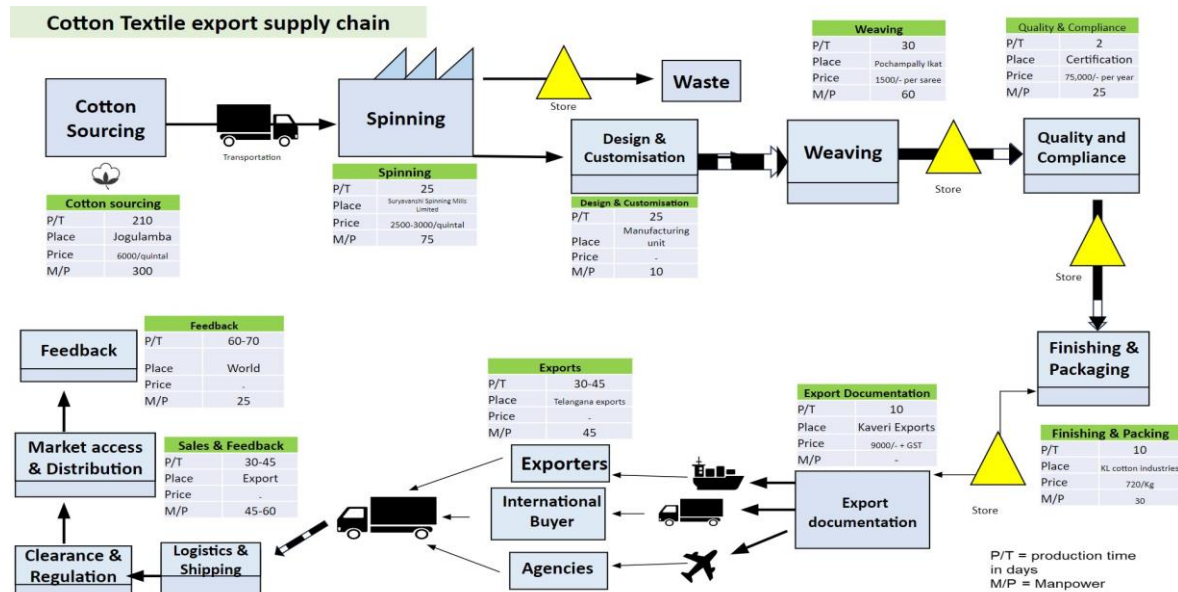 Cotton Textile export supply chain
Cotton
Sourcing
Transportation
Spinning
Store
Waste
Design &
Customisation
Weaving
Store
Quality and
Compliance
Weaving
P/T 30
Place Pochampally Ikat
Price 1500/- per saree
M/P 60
Quality & Compliance
P/T 2
Place Certification
Price 75,000/- per year
M/P 25
Cotton sourcing
P/T 210
Place Jogulamba
Price 6000/quintal
M/P 300
Spinning
P/T 25
Place Suryavanshi Spinning Mills
Limited
Price 2500-3000/quintal
M/P 75
Design & Customisation
P/T 25
Place Manufacturing
unit
Price -
M/P 10
Store
Finishing &
Packaging
Feedback
Feedback
P/T 60-70
Place World
Price -
M/P 25
Exports
P/T 30-45
Place Telangana exports
Price -
M/P 45
Export Documentation
P/T 10
Place Kaveri Exports
Price 9000/- + GST
M/P -
Finishing & Packing
P/T 10
Place KL cotton industries
Price 720/Kg
M/P 30
Store
Market access
& Distribution
Sales & Feedback
P/T 30-45
Place Export
Price -
M/P 45-60
Exporters
International
Buyer
Agencies
Export
documentation
Clearance &
Regulation
Logistics &
Shipping
P/T = production time
in days
M/P = Manpower